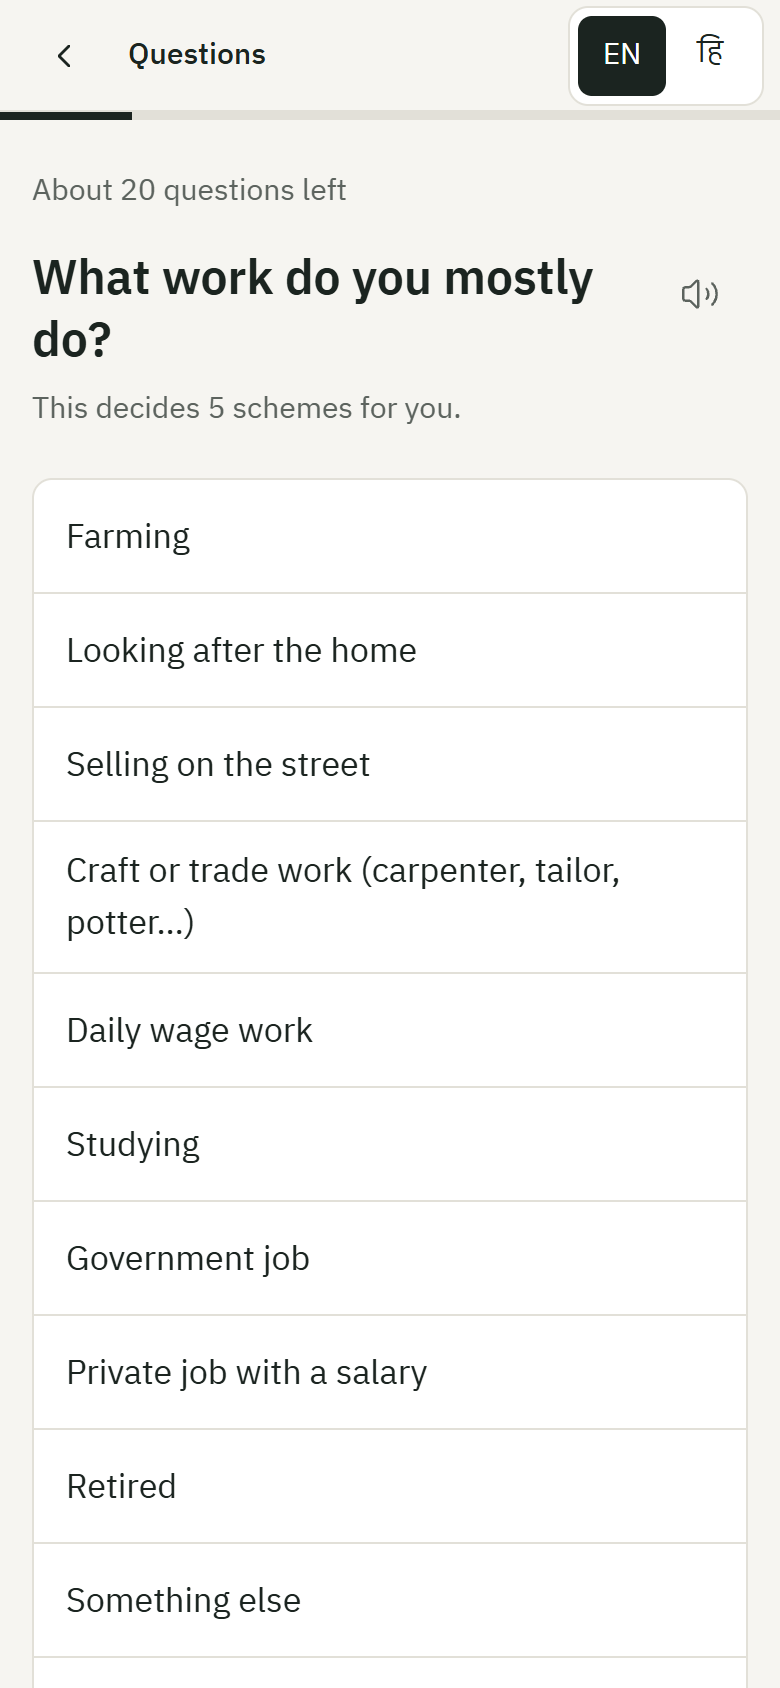 Questions
EN
हि
About 20 questions left
What work do you mostly
do?
This decides 5 schemes for you.
Farming
Looking after the home
Selling on the street
Craft or trade work (carpenter, tailor,
potter...)
Daily wage work
Studying
Government job
Private job with a salary
Retired
Something else